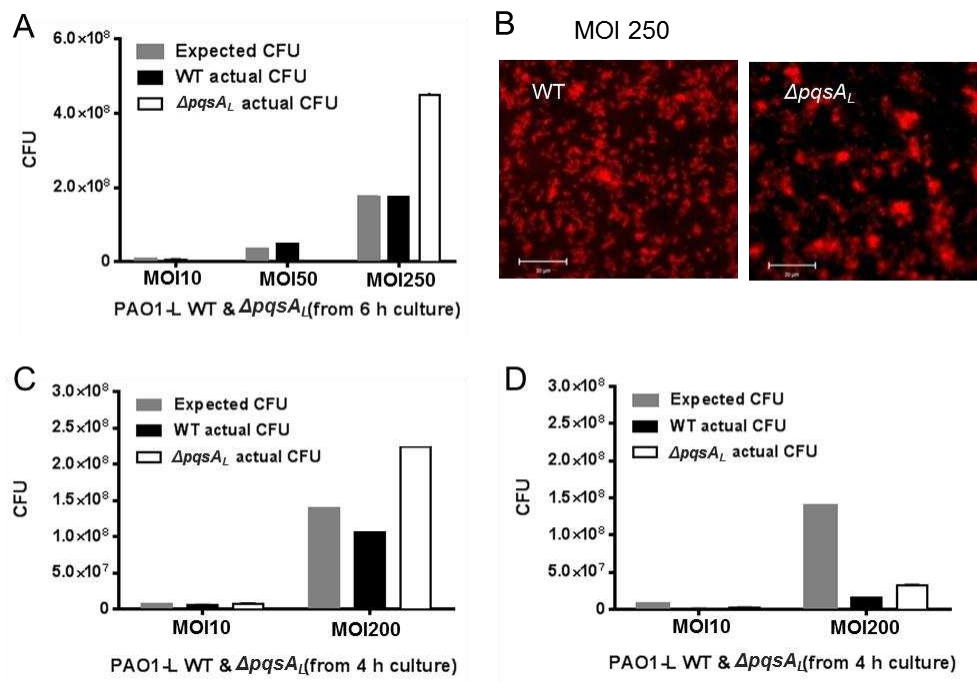 A
6.0×10⁸
4.0×10⁸
2.0×10⁸
0
CFU
Expected CFU
WT actual CFU
ΔpqsA_L actual CFU
MOI10 MOI50 MOI250
PAO1-L WT & ΔpqsA_L(from 6 h culture)
B
MOI 250
WT
ΔpqsA_L
20 µm
20 µm
C
3.0×10⁸
2.5×10⁸
2.0×10⁸
1.5×10⁸
1.0×10⁸
5.0×10⁷
0
CFU
Expected CFU
WT actual CFU
ΔpqsA_L actual CFU
MOI10 MOI200
PAO1-L WT & ΔpqsA_L(from 4 h culture)
D
3.0×10⁸
2.5×10⁸
2.0×10⁸
1.5×10⁸
1.0×10⁸
5.0×10⁷
0
CFU
Expected CFU
WT actual CFU
ΔpqsA_L actual CFU
MOI10 MOI200
PAO1-L WT & ΔpqsA_L(from 4 h culture)